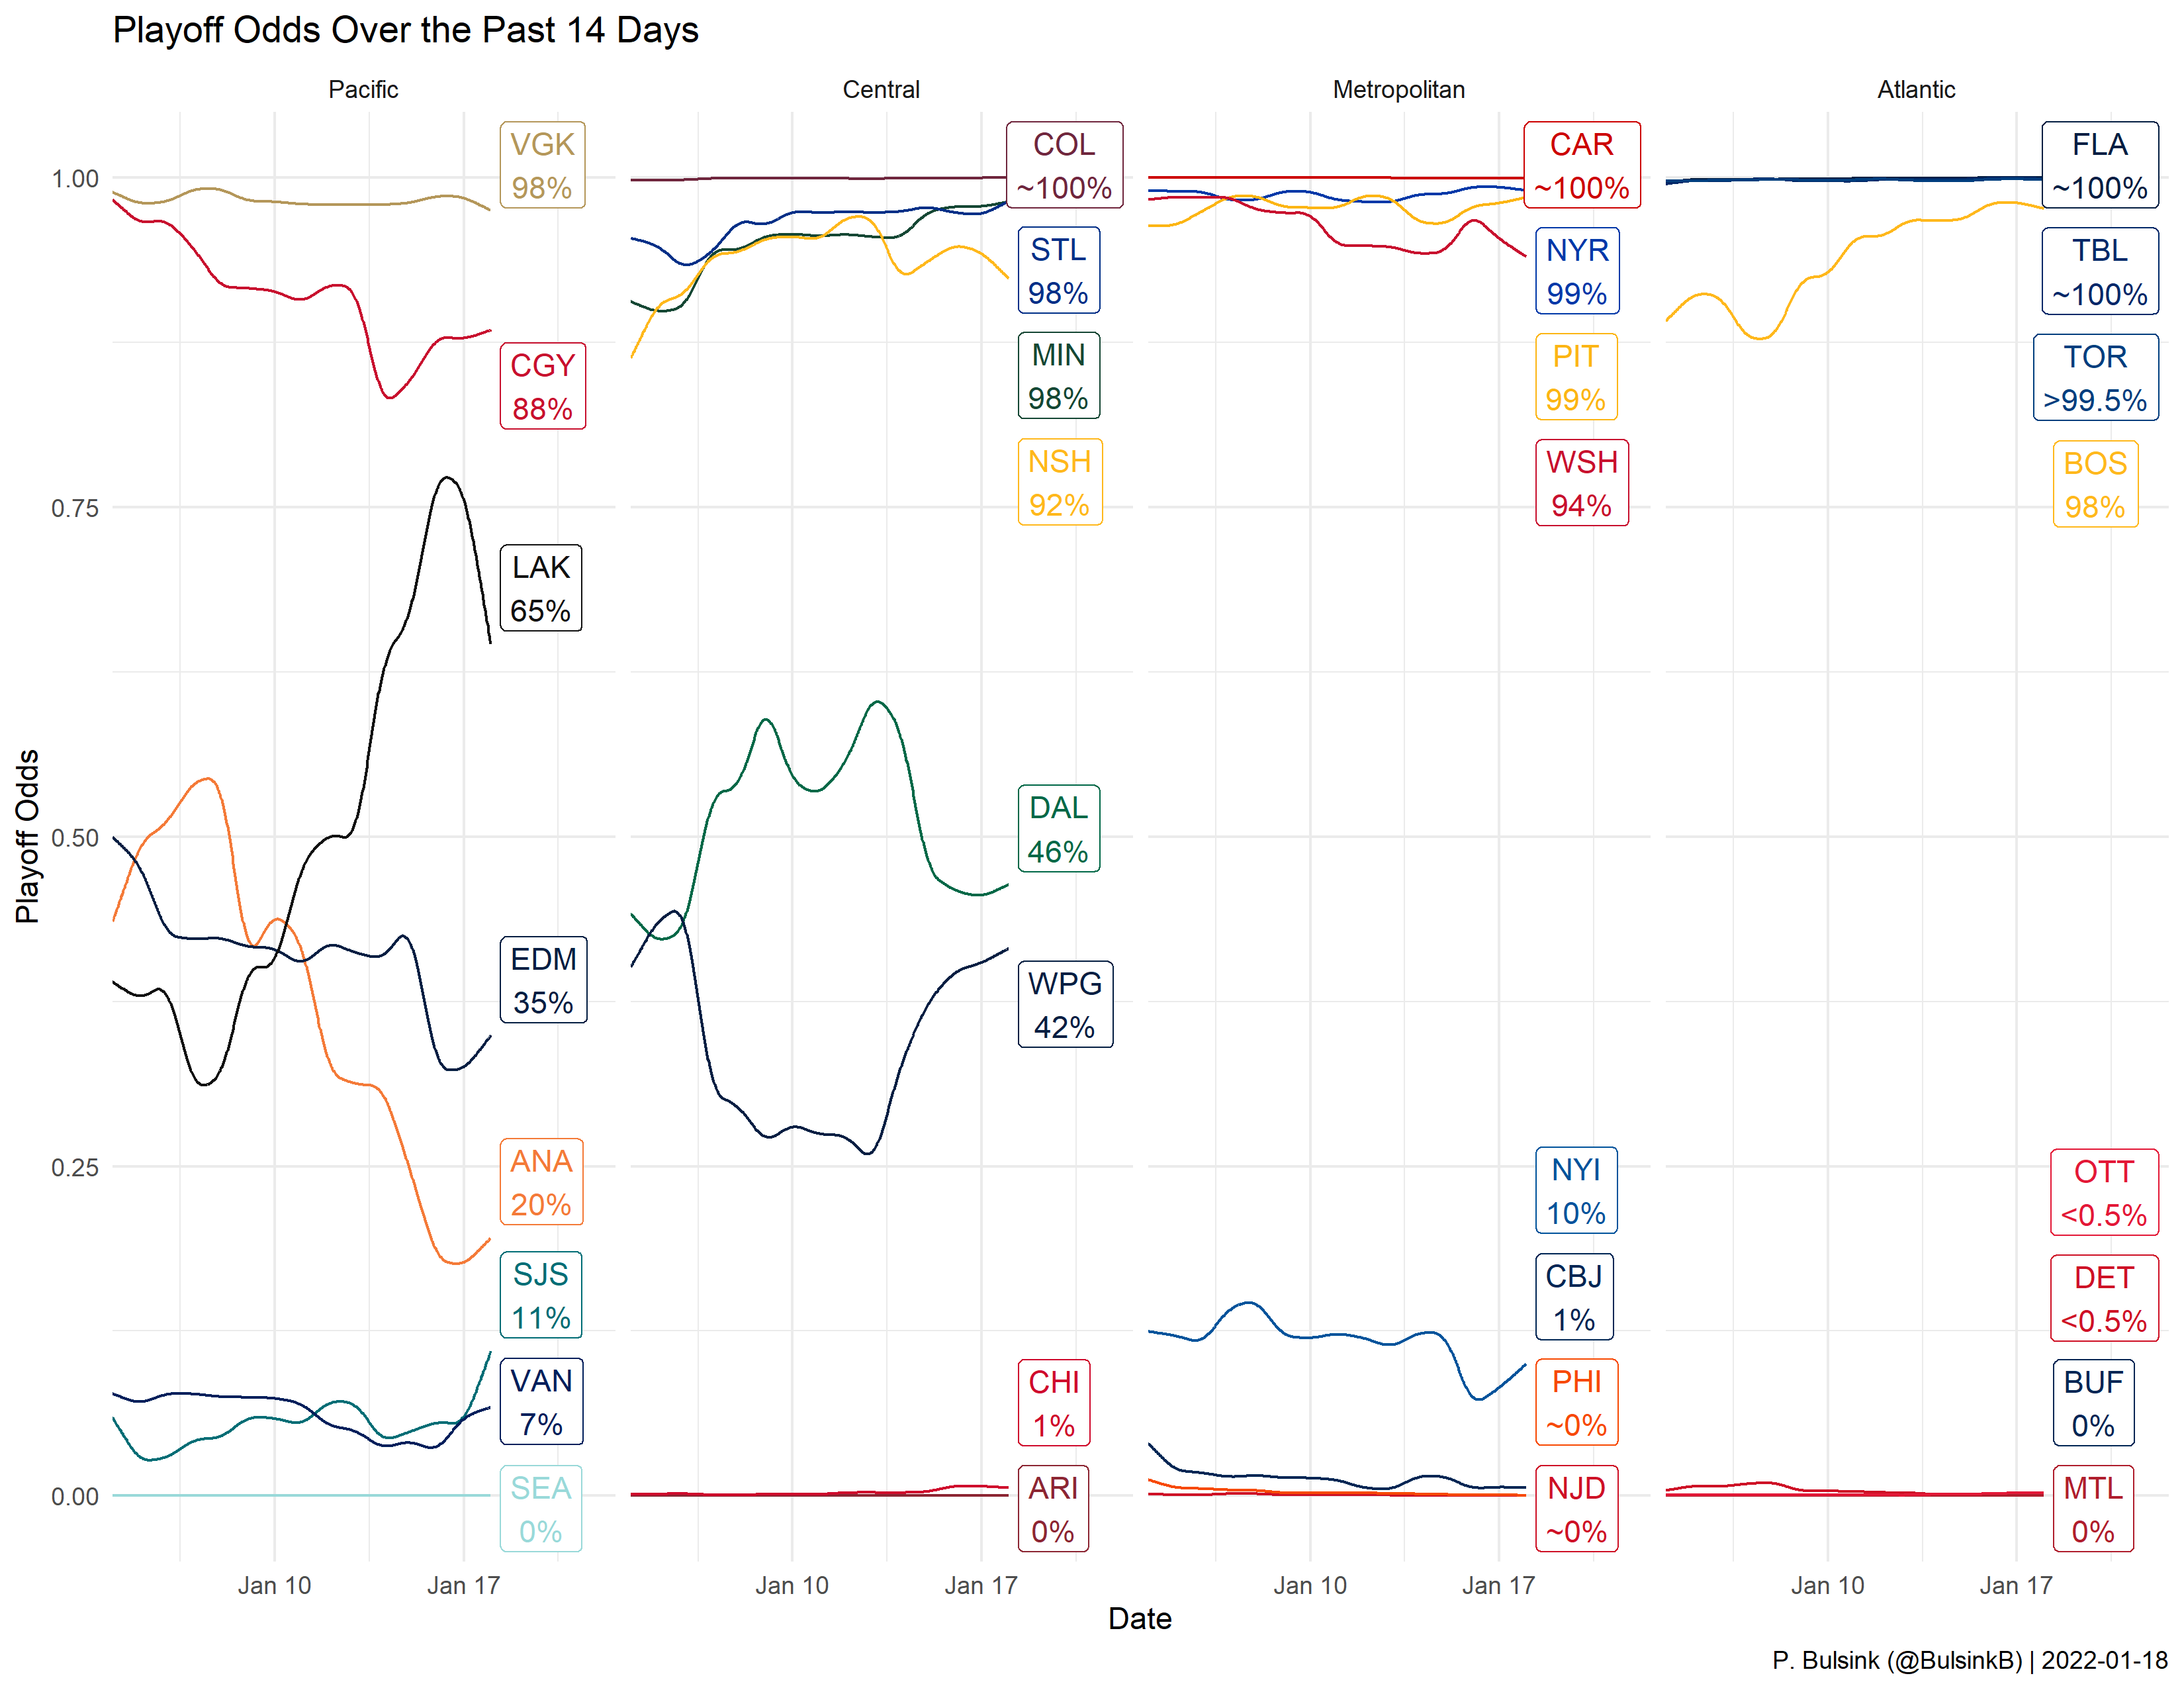 Playoff Odds Over the Past 14 Days
Pacific
Central
Metropolitan
Atlantic
Playoff Odds
1.00
0.75
0.50
0.25
0.00
VGK
98%
CGY
88%
LAK
65%
EDM
35%
ANA
20%
SJS
11%
VAN
7%
SEA
0%
COL
~100%
STL
98%
MIN
98%
NSH
92%
DAL
46%
WPG
42%
CHI
1%
ARI
0%
CAR
~100%
NYR
99%
PIT
99%
WSH
94%
NYI
10%
CBJ
1%
PHI
~0%
NJD
~0%
FLA
~100%
TBL
~100%
TOR
>99.5%
BOS
98%
OTT
<0.5%
DET
<0.5%
BUF
0%
MTL
0%
Jan 10
Jan 17
Jan 10
Jan 17
Jan 10
Jan 17
Jan 10
Jan 17
Date
P. Bulsink (@BulsinkB) | 2022-01-18